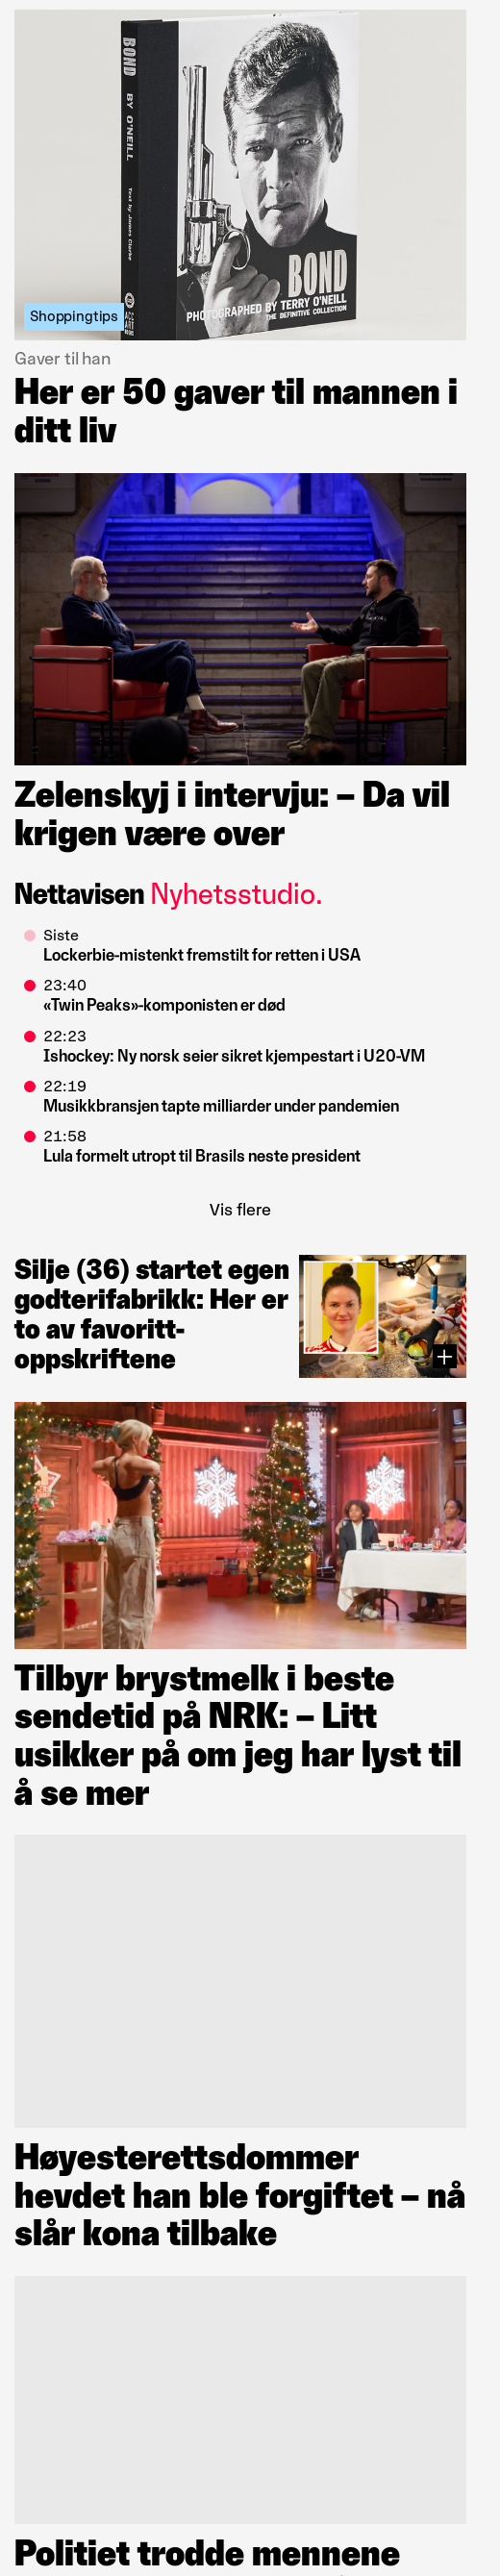 BOND
BY O'NEILL
Text by James Clarke
ACC
ART
BOOKS
BOND
PHOTOGRAPHED BY TERRY O'NEILL
THE DEFINITIVE COLLECTION
Shoppingtips
Gaver til han
Her er 50 gaver til mannen i
ditt liv
Zelenskyj i intervju: – Da vil
krigen være over
Nettavisen Nyhetsstudio.
Siste
Lockerbie-mistenkt fremstilt for retten i USA
23:40
«Twin Peaks»-komponisten er død
22:23
Ishockey: Ny norsk seier sikret kjempestart i U20-VM
22:19
Musikkbransjen tapte milliarder under pandemien
21:58
Lula formelt utropt til Brasils neste president
Vis flere
Silje (36) startet egen
godterifabrikk: Her er
to av favoritt-
oppskriftene
Tilbyr brystmelk i beste
sendetid på NRK: – Litt
usikker på om jeg har lyst til
å se mer
Høyesterettsdommer
hevdet han ble forgiftet – nå
slår kona tilbake
Politiet trodde mennene